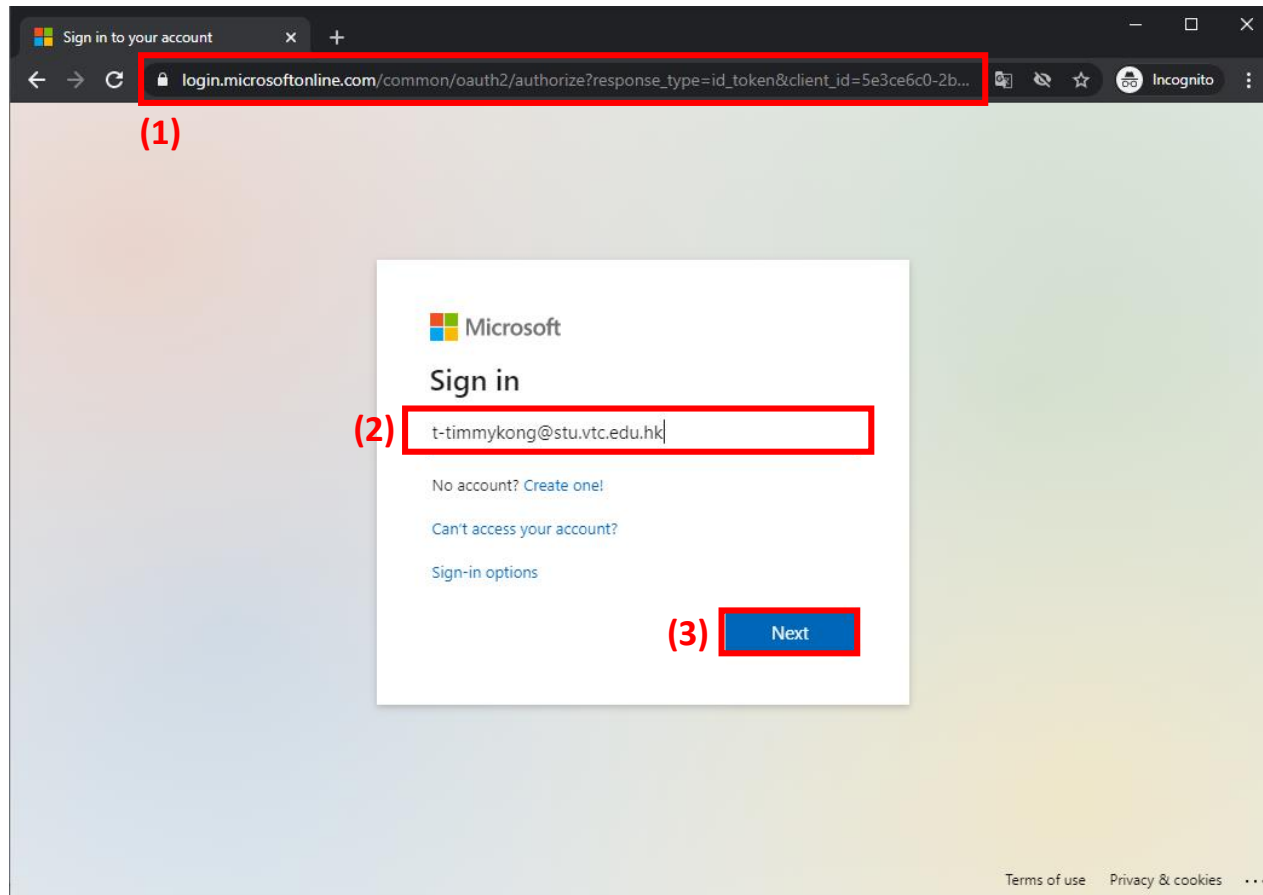 Sign in to your account
login.microsoftonline.com/common/oauth2/authorize?response_type=id_token&client_id=5e3ce6c0-2b...
Incognito
(1)
Microsoft
Sign in
(2)
t-timmykong@stu.vtc.edu.hk
No account? Create one!
Can't access your account?
Sign-in options
(3)
Next
Terms of use Privacy & cookies ...